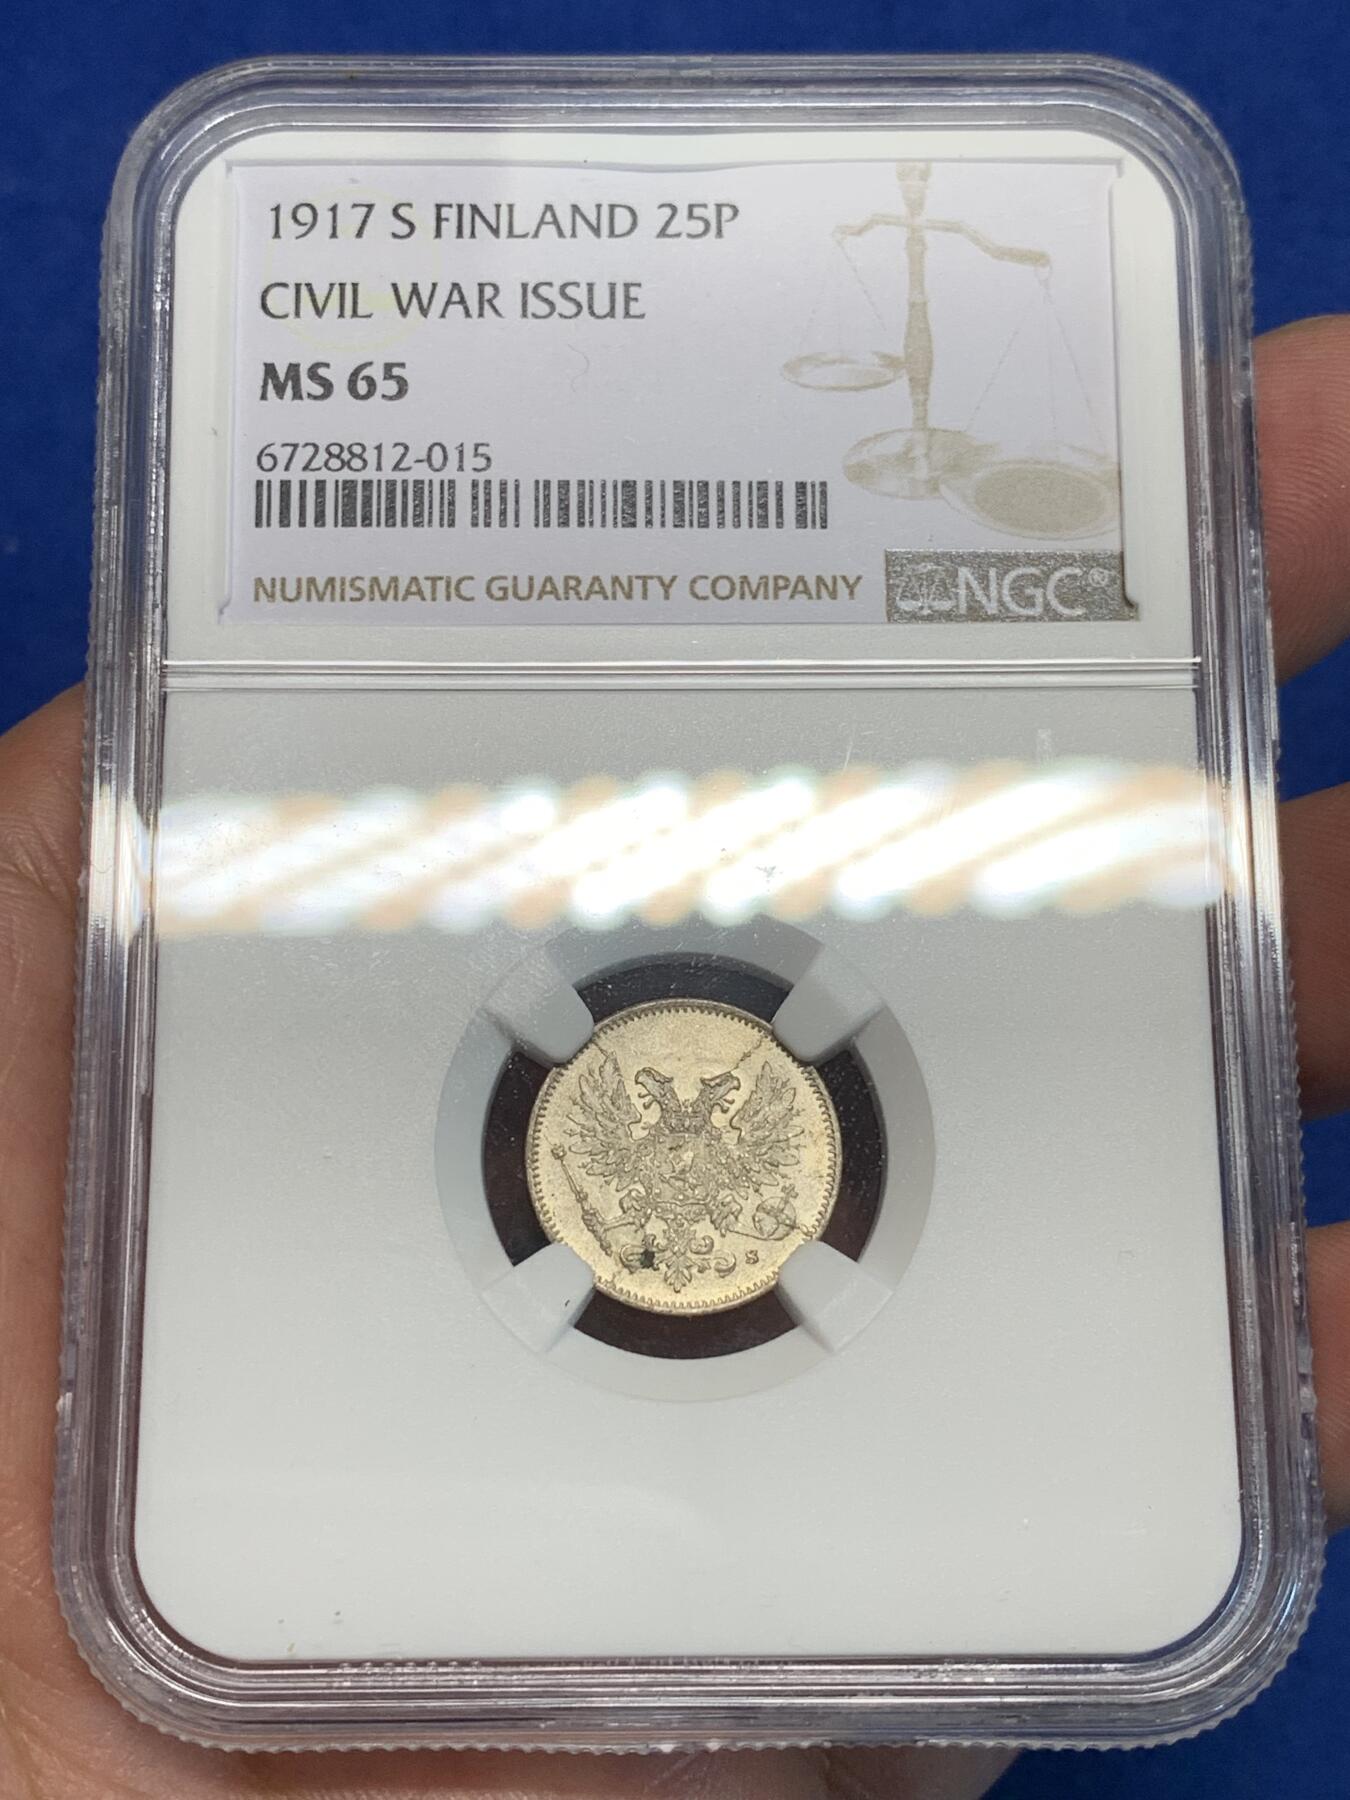 1917 S FINLAND 25P
CIVIL WAR ISSUE
MS 65
6728812-015
NUMISMATIC GUARANTY COMPANY
NGC®
S